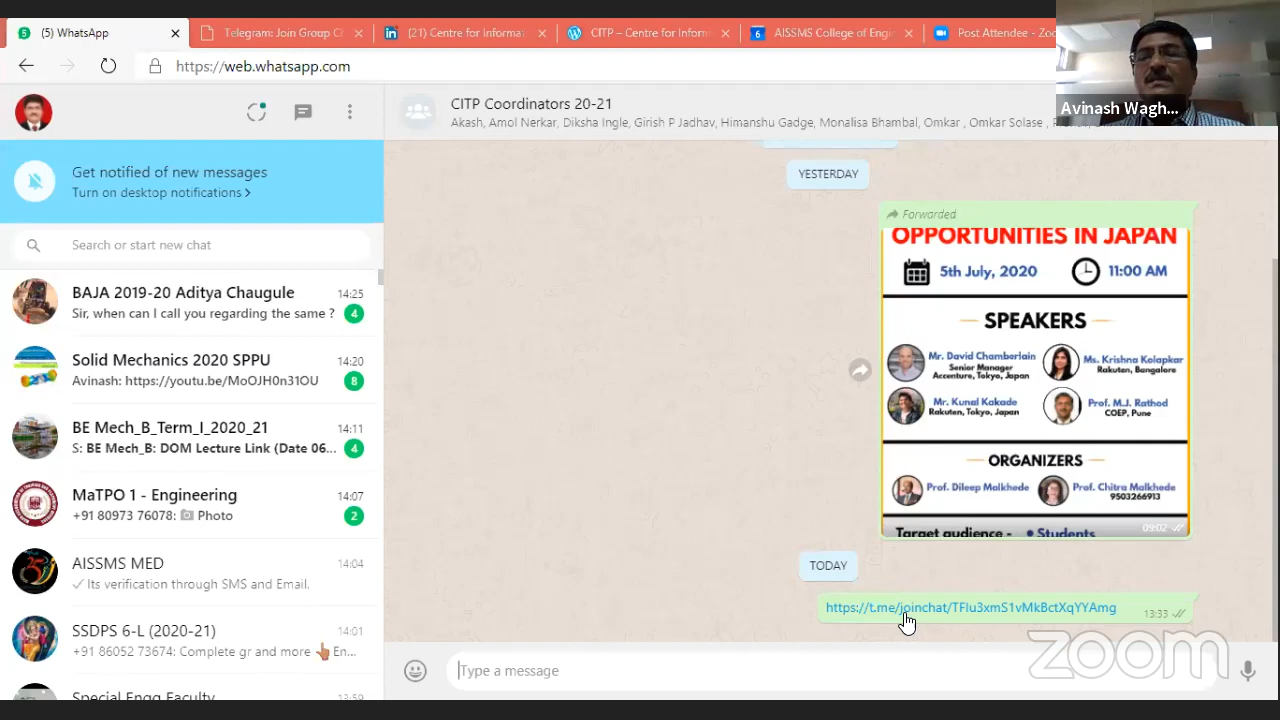 (5) WhatsApp
Telegram: Join Group C
(21) Centre for Informa
CITP – Centre for Inform
AISSMS College of Engin
Post Attendee - Zoo
https://web.whatsapp.com
Avinash Wagh...
CITP Coordinators 20-21
Akash, Amol Nerkar, Diksha Ingle, Girish P Jadhav, Himanshu Gadge, Monalisa Bhambal, Omkar , Omkar Solase ,
Get notified of new messages
Turn on desktop notifications >
Search or start new chat
BAJA 2019-20 Aditya Chaugule 14:25
Sir, when can I call you regarding the same ? 4
Solid Mechanics 2020 SPPU 14:20
Avinash: https://youtu.be/MoOJH0n31OU 8
BE Mech_B_Term_I_2020_21 14:11
S: BE Mech_B: DOM Lecture Link (Date 06... 4
MaTPO 1 - Engineering 14:07
+91 80973 76078: Photo 2
AISSMS MED 14:04
Its verification through SMS and Email.
SSDPS 6-L (2020-21) 14:01
+91 86052 73674: Complete gr and more En...
Special Engg Faculty 13:59
YESTERDAY
Forwarded
OPPORTUNITIES IN JAPAN
5th July, 2020 11:00 AM
SPEAKERS
Mr. David Chamberlain
Senior Manager
Accenture, Tokyo, Japan
Ms. Krishna Kolapkar
Rakuten, Bangalore
Mr. Kunal Kakade
Rakuten, Tokyo, Japan
Prof. M.J. Rathod
COEP, Pune
ORGANIZERS
Prof. Dileep Malkhede
Prof. Chitra Malkhede
9503266913
Target audience - • Students
09:02
TODAY
https://t.me/joinchat/TFlu3xmS1vMkBctXqYYAmg
13:33
Type a message
zoom